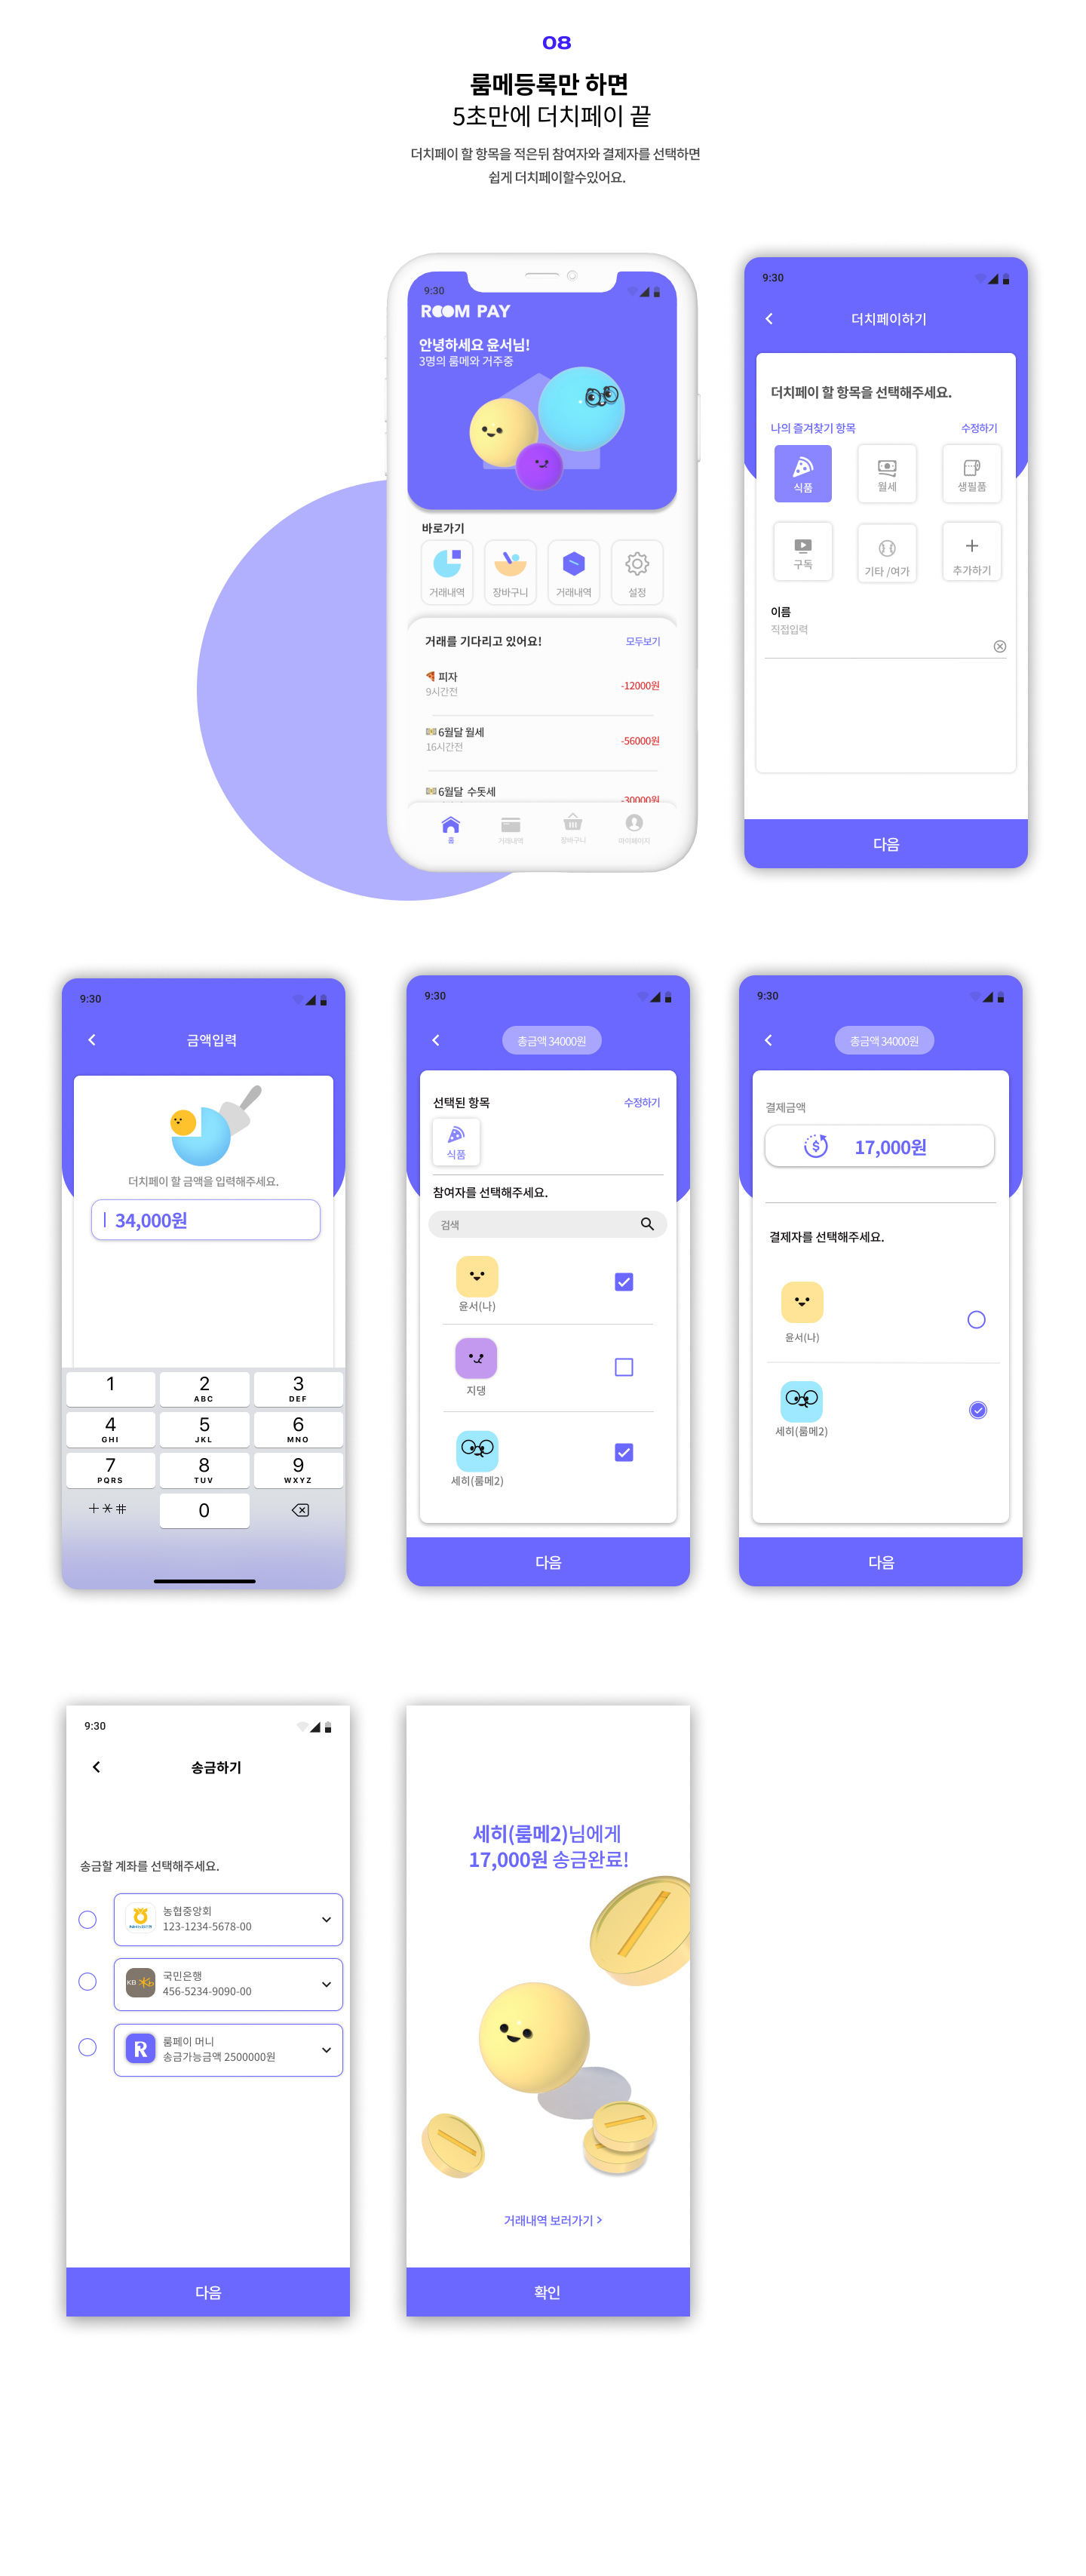 08
룸메등록만 하면
5초만에 더치페이 끝
더치페이 할 항목을 적은뒤 참여자와 결제자를 선택하면
쉽게 더치페이할수있어요.
9:30
ROOM PAY
안녕하세요 윤서님!
3명의 룸메와 거주중
바로가기
거래내역
장바구니
거래내역
설정
거래를 기다리고 있어요!
모두보기
피자
9시간전
-12000원
6월달 월세
16시간전
-56000원
6월달 수돗세
-30000원
홈
거래내역
장바구니
마이페이지
9:30
더치페이하기
더치페이 할 항목을 선택해주세요.
나의 즐겨찾기 항목
수정하기
식품
월세
생필품
구독
기타 /여가
추가하기
이름
직접입력
다음
9:30
금액입력
더치페이 할 금액을 입력해주세요.
34,000원
1
2
ABC
3
DEF
4
GHI
5
JKL
6
MNO
7
PQRS
8
TUV
9
WXYZ
+*#
0
9:30
총금액 34000원
선택된 항목
수정하기
식품
참여자를 선택해주세요.
검색
윤서(나)
지댕
세히(룸메2)
다음
9:30
총금액 34000원
결제금액
$
17,000원
결제자를 선택해주세요.
윤서(나)
세히(룸메2)
다음
9:30
송금하기
송금할 계좌를 선택해주세요.
농협중앙회
123-1234-5678-00
KB
국민은행
456-5234-9090-00
R
룸페이 머니
송금가능금액 2500000원
다음
세히(룸메2)님에게
17,000원 송금완료!
거래내역 보러가기 >
확인